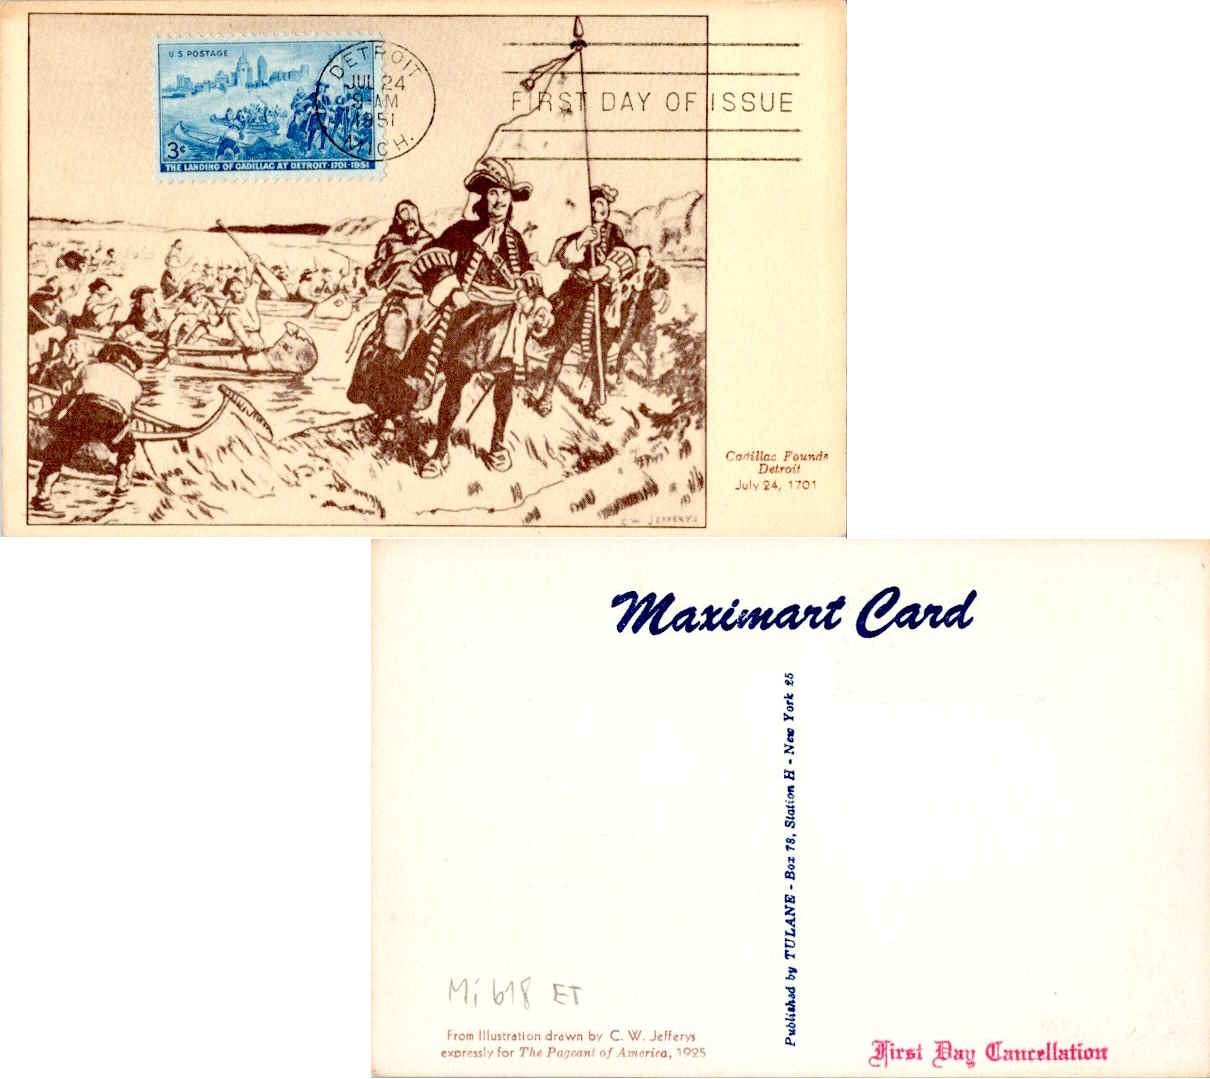 U.S. POSTAGE
3¢
THE LANDING OF CADILLAC AT DETROIT·1701-1951
DETROIT
JUL 24
9-AM
1951
MICH.
FIRST DAY OF ISSUE
Cadillac Founds
Detroit
July 24, 1701
C.W. JEFFERYS
Maximart Card
Published by TULANE - Box 78, Station H - New York 25
Mi 618 ET
From Illustration drawn by C. W. Jefferys
expressly for The Pageant of America, 1925
First Day Cancellation